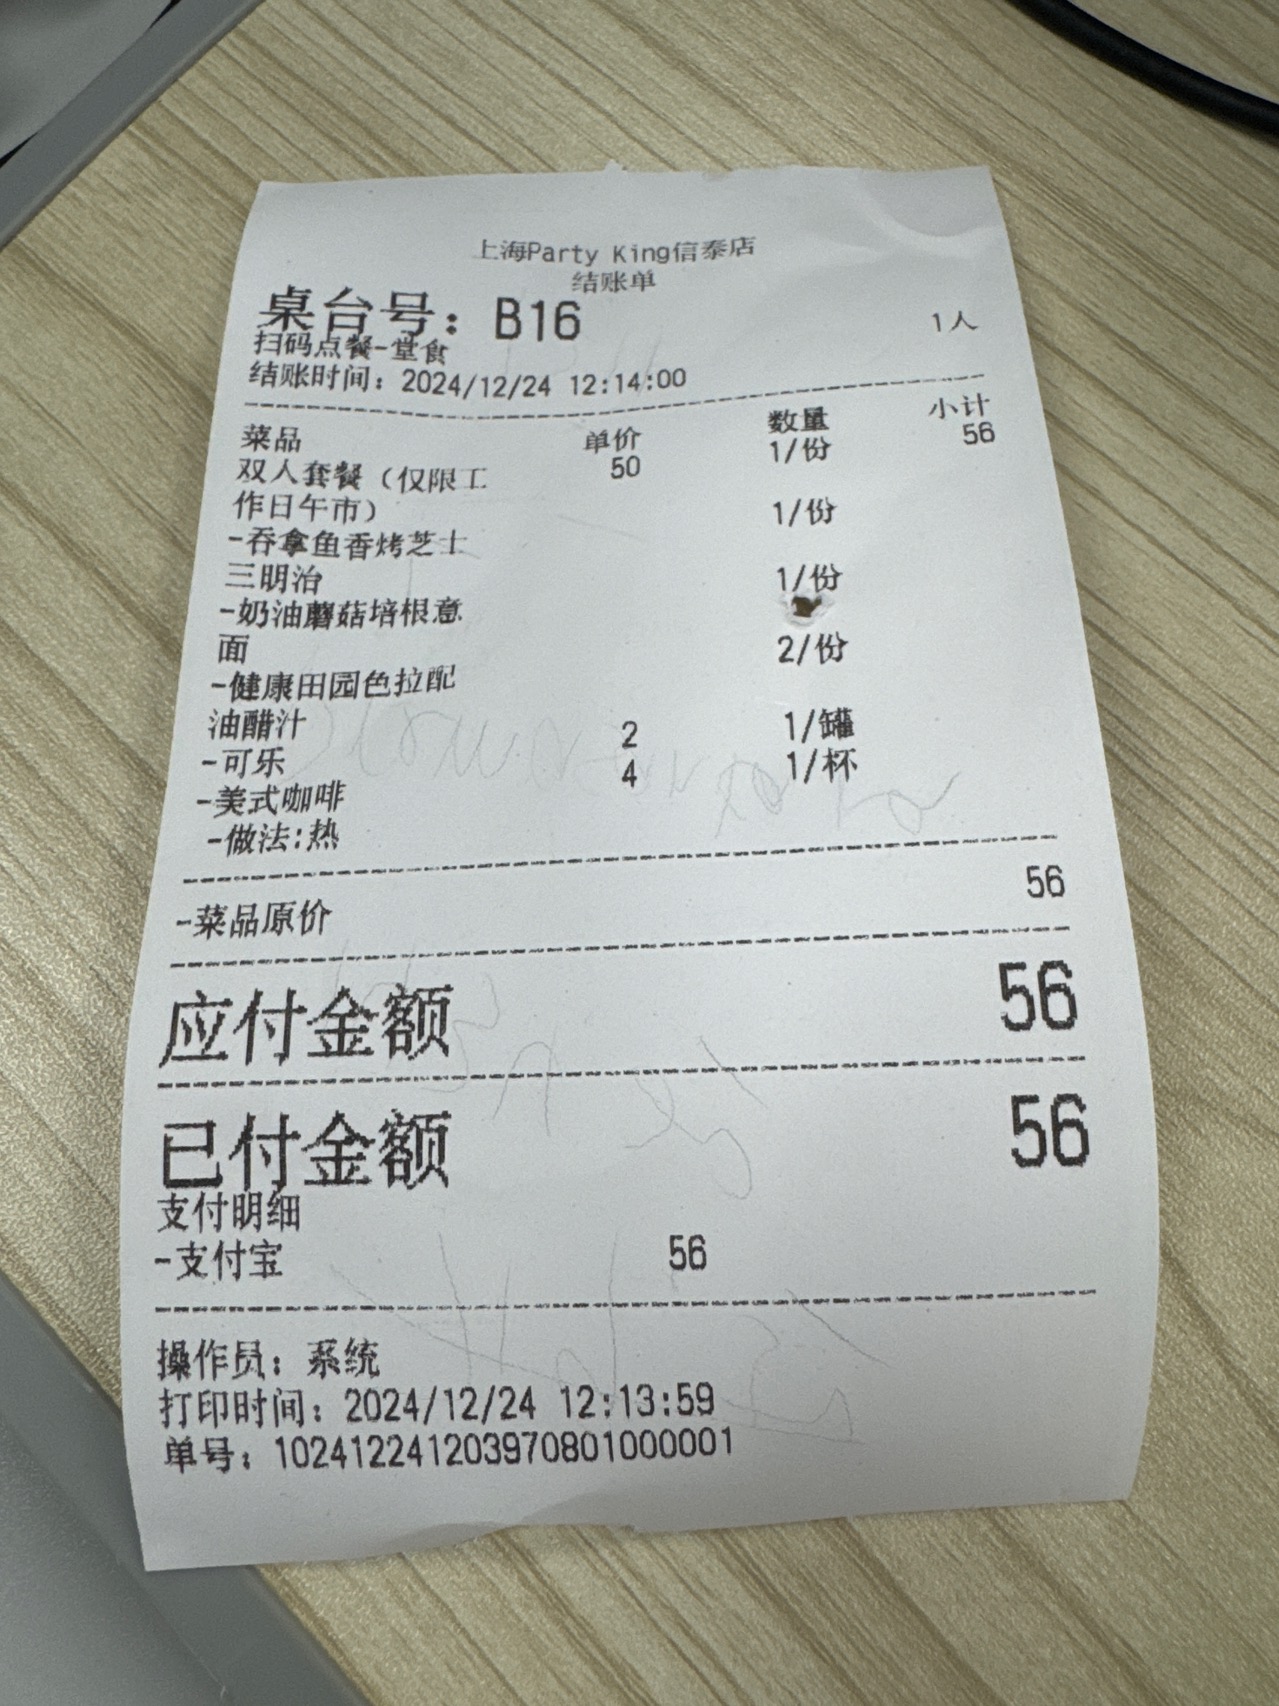 上海Party King信泰店
结账单
桌台号：B16
1人
扫码点餐-堂食
结账时间：2024/12/24 12:14:00
菜品 单价 数量 小计
双人套餐（仅限工 50 1/份 56
作日午市）
-吞拿鱼香烤芝士 1/份
三明治
-奶油蘑菇培根意 1/份
面
-健康田园色拉配 2/份
油醋汁
-可乐 2 1/罐
-美式咖啡 4 1/杯
-做法:热
-菜品原价 56
应付金额 56
已付金额 56
支付明细
-支付宝 56
操作员：系统
打印时间：2024/12/24 12:13:59
单号：102412241203970801000001